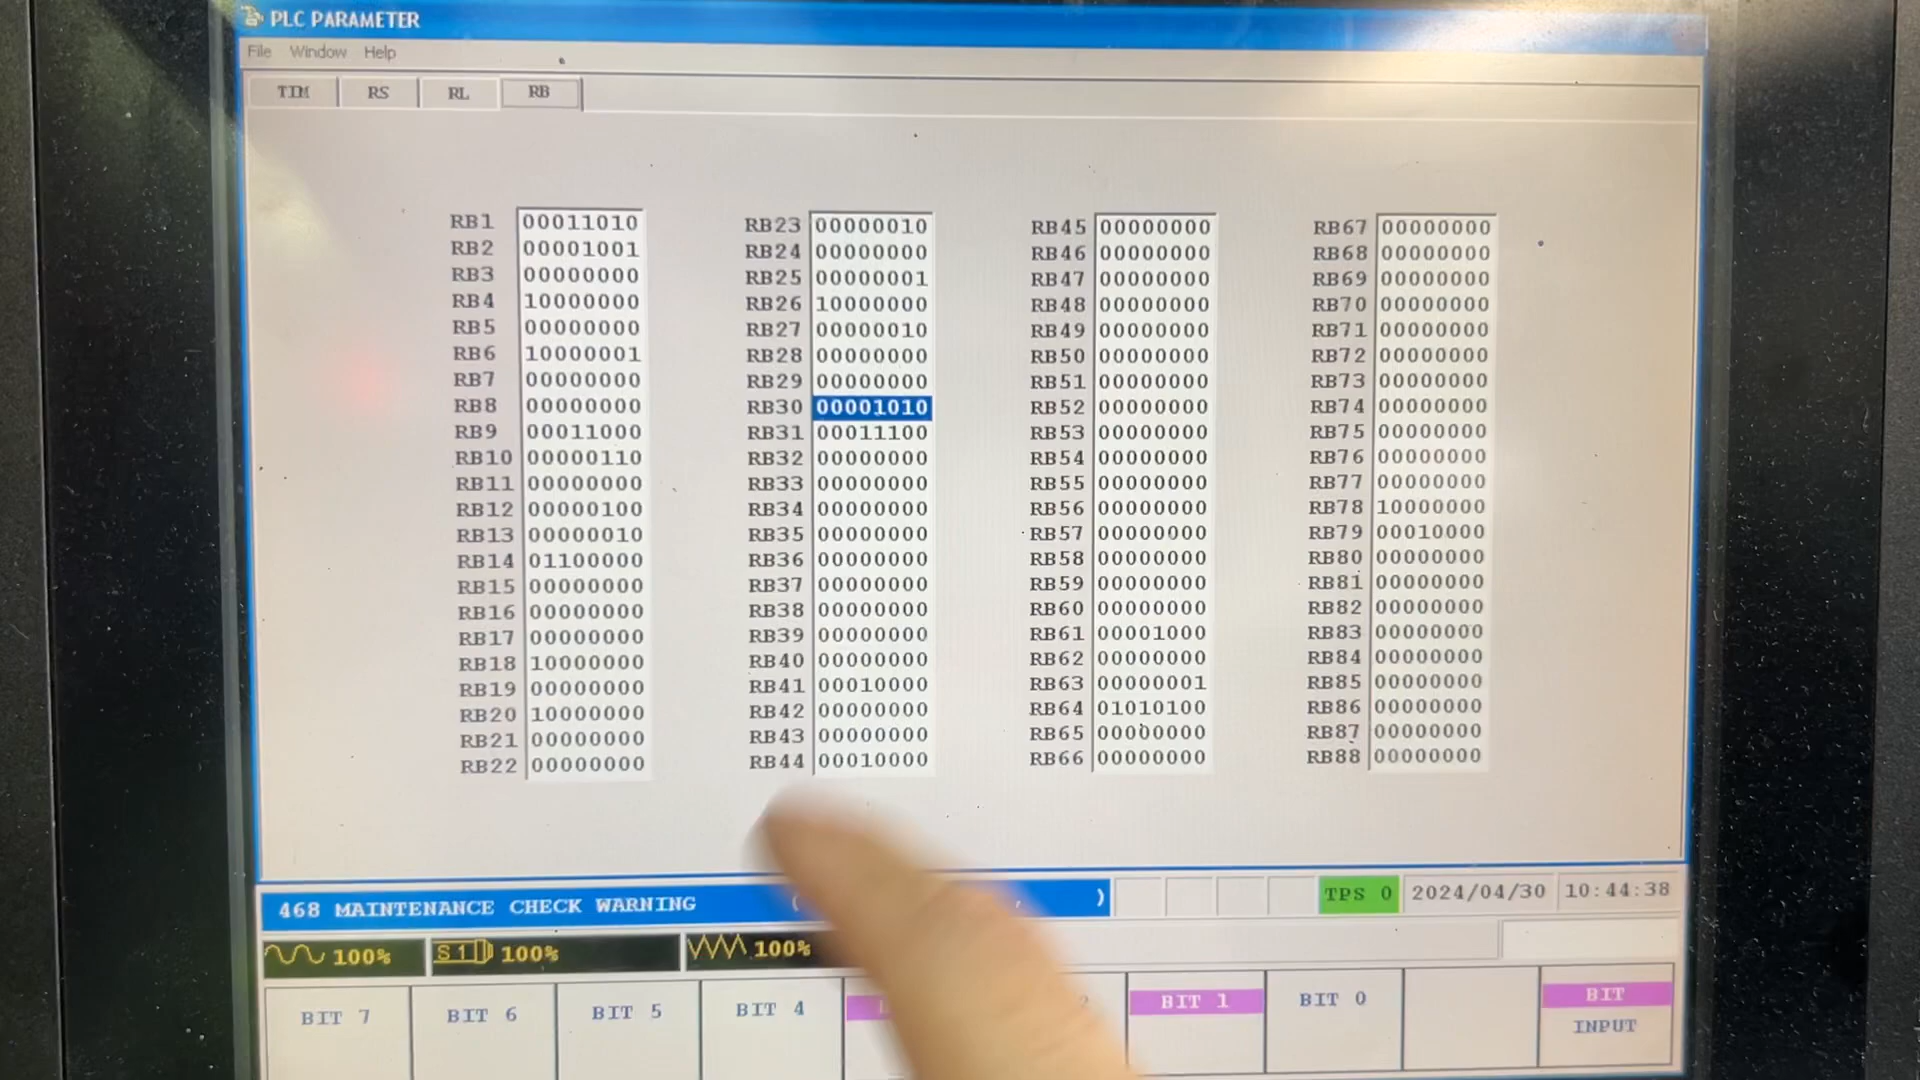 PLC PARAMETER
File Window Help
TIM RS RL RB
RB1 00011010 RB23 00000010 RB45 00000000 RB67 00000000
RB2 00001001 RB24 00000000 RB46 00000000 RB68 00000000
RB3 00000000 RB25 00000001 RB47 00000000 RB69 00000000
RB4 10000000 RB26 10000000 RB48 00000000 RB70 00000000
RB5 00000000 RB27 00000010 RB49 00000000 RB71 00000000
RB6 10000001 RB28 00000000 RB50 00000000 RB72 00000000
RB7 00000000 RB29 00000000 RB51 00000000 RB73 00000000
RB8 00000000 RB30 00001010 RB52 00000000 RB74 00000000
RB9 00011000 RB31 00011100 RB53 00000000 RB75 00000000
RB10 00000110 RB32 00000000 RB54 00000000 RB76 00000000
RB11 00000000 RB33 00000000 RB55 00000000 RB77 00000000
RB12 00000100 RB34 00000000 RB56 00000000 RB78 10000000
RB13 00000010 RB35 00000000 RB57 00000000 RB79 00010000
RB14 01100000 RB36 00000000 RB58 00000000 RB80 00000000
RB15 00000000 RB37 00000000 RB59 00000000 RB81 00000000
RB16 00000000 RB38 00000000 RB60 00000000 RB82 00000000
RB17 00000000 RB39 00000000 RB61 00001000 RB83 00000000
RB18 10000000 RB40 00000000 RB62 00000000 RB84 00000000
RB19 00000000 RB41 00010000 RB63 00000001 RB85 00000000
RB20 10000000 RB42 00000000 RB64 01010100 RB86 00000000
RB21 00000000 RB43 00000000 RB65 00000000 RB87 00000000
RB22 00000000 RB44 00010000 RB66 00000000 RB88 00000000
468 MAINTENANCE CHECK WARNING ( , ) TPS 0 2024/04/30 10:44:38
100% S1 100% 100%
BIT 7 BIT 6 BIT 5 BIT 4 2 BIT 1 BIT 0 BIT
INPUT